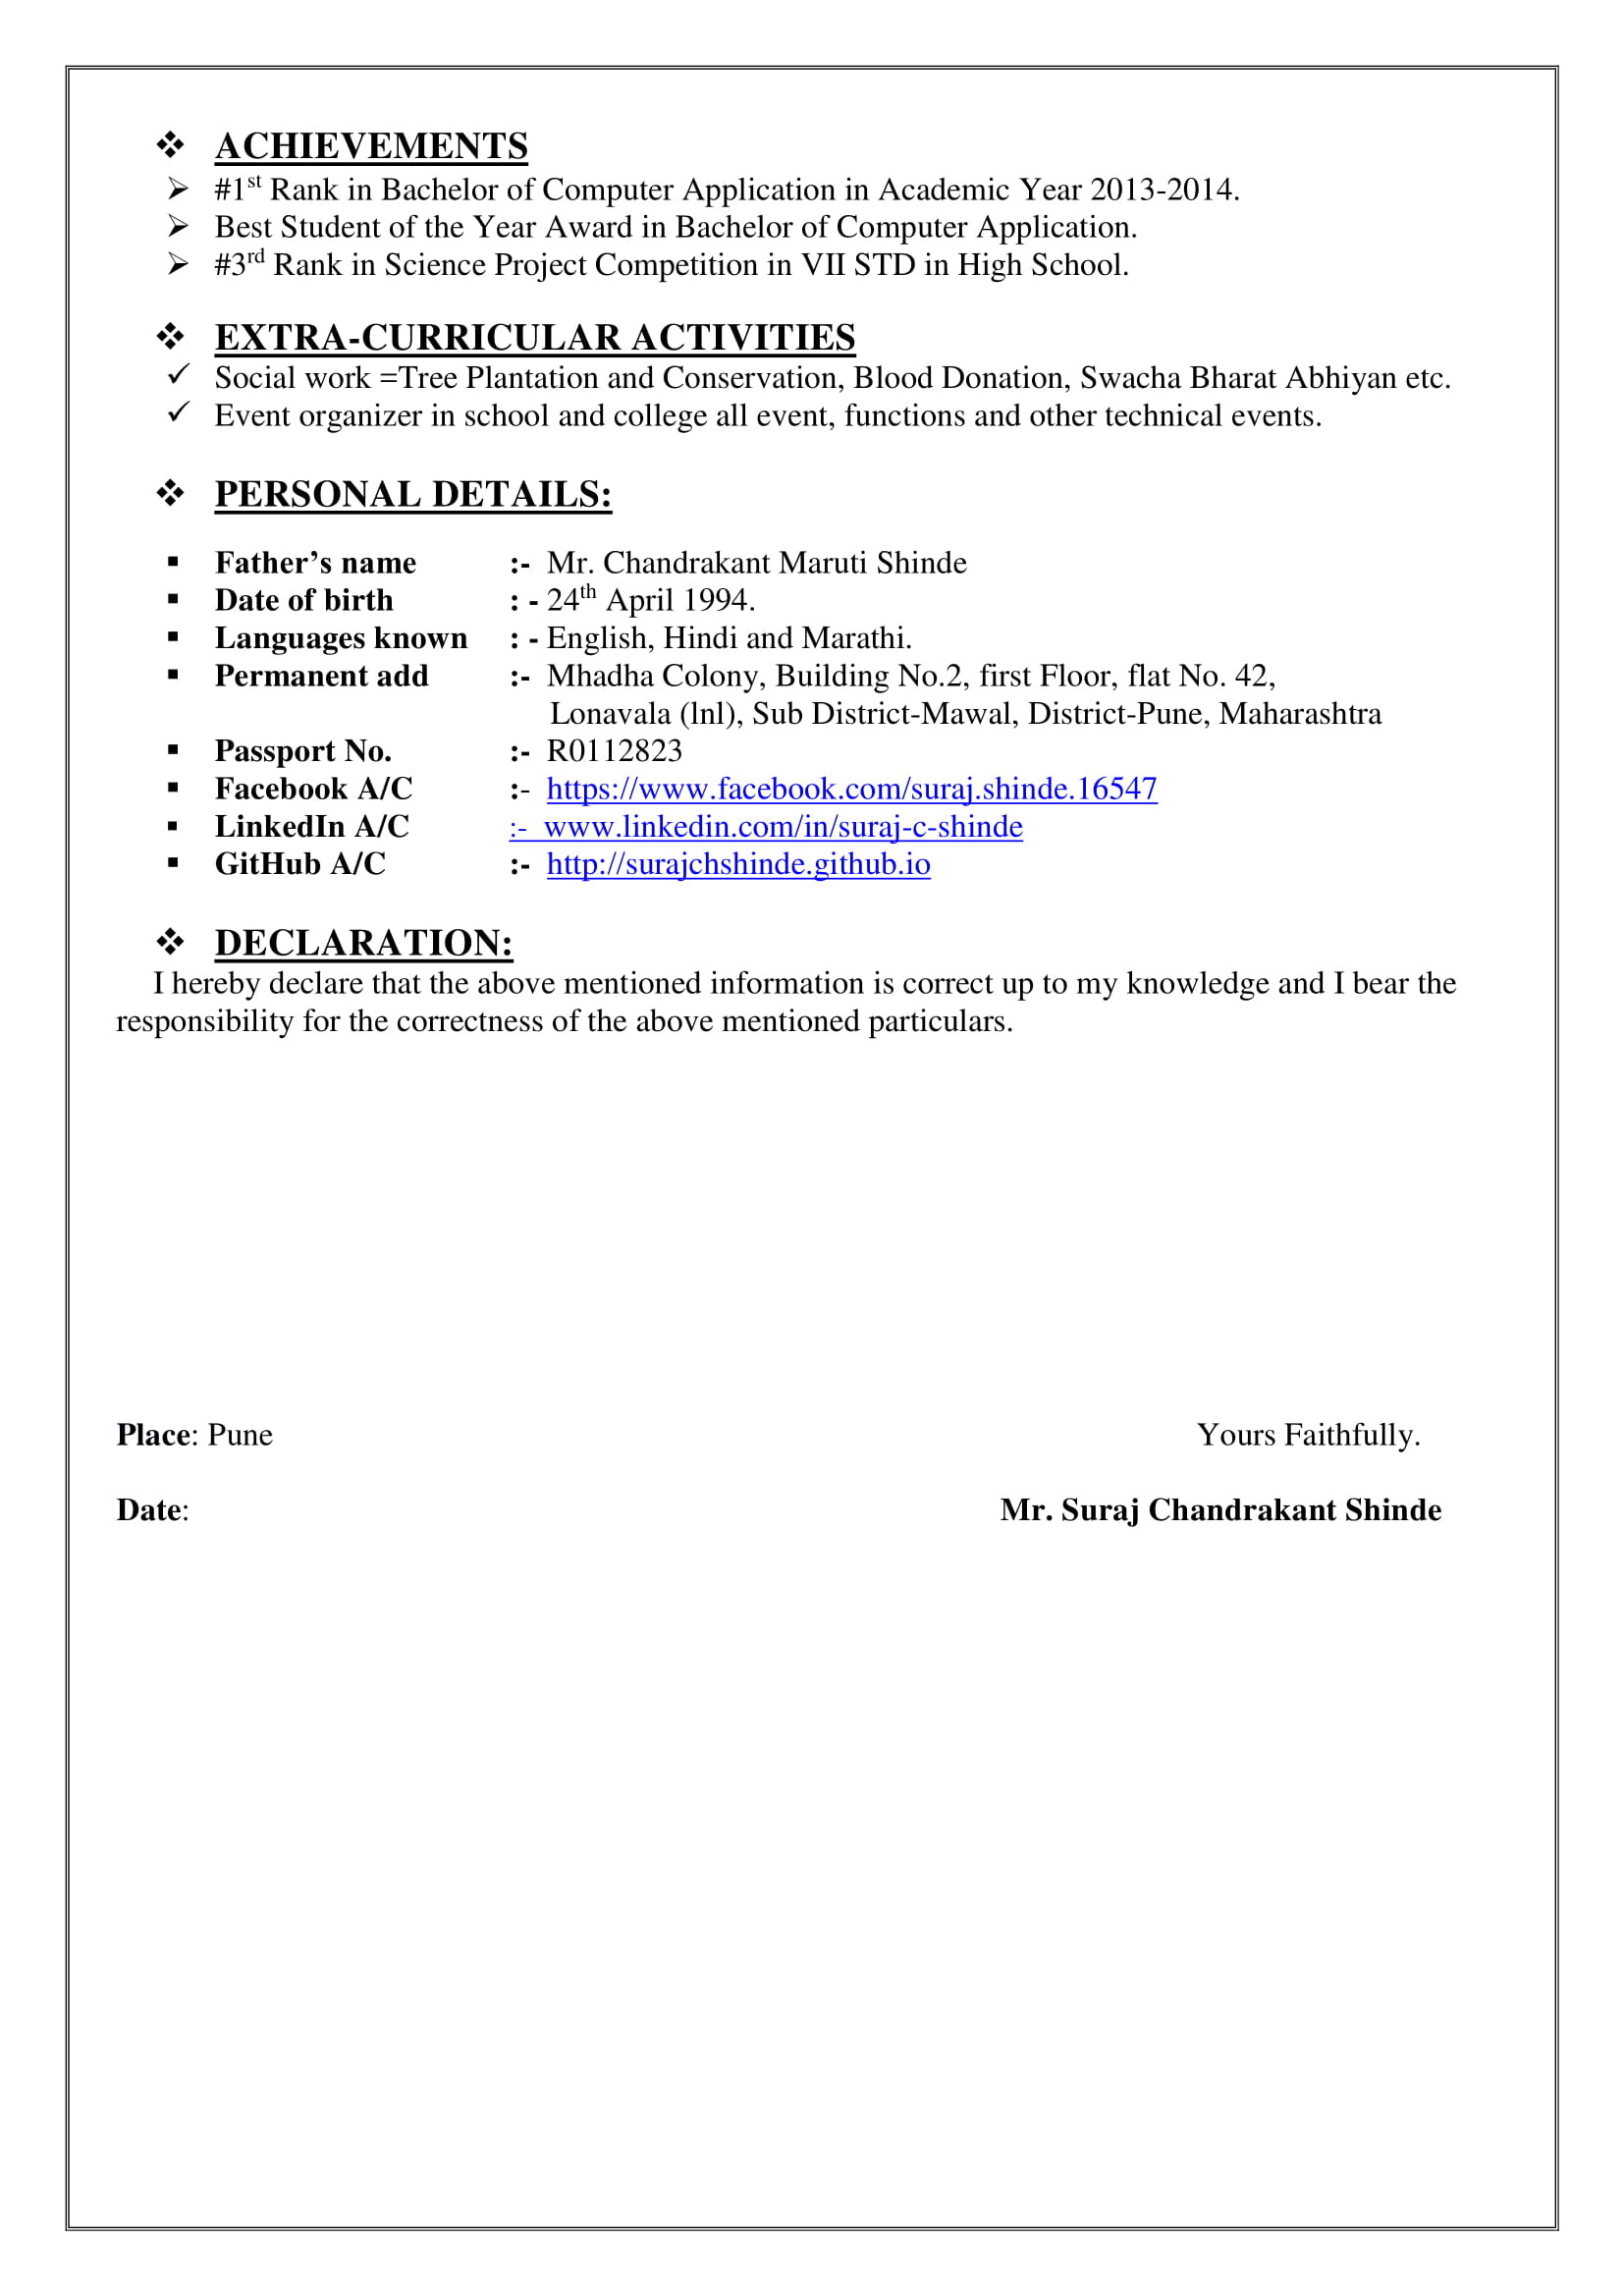 ❖ ACHIEVEMENTS
➢ #1st Rank in Bachelor of Computer Application in Academic Year 2013-2014.
➢ Best Student of the Year Award in Bachelor of Computer Application.
➢ #3rd Rank in Science Project Competition in VII STD in High School.
❖ EXTRA-CURRICULAR ACTIVITIES
✓ Social work =Tree Plantation and Conservation, Blood Donation, Swacha Bharat Abhiyan etc.
✓ Event organizer in school and college all event, functions and other technical events.
❖ PERSONAL DETAILS:
▪ Father’s name :- Mr. Chandrakant Maruti Shinde
▪ Date of birth : - 24th April 1994.
▪ Languages known : - English, Hindi and Marathi.
▪ Permanent add :- Mhadha Colony, Building No.2, first Floor, flat No. 42,
Lonavala (lnl), Sub District-Mawal, District-Pune, Maharashtra
▪ Passport No. :- R0112823
▪ Facebook A/C :- https://www.facebook.com/suraj.shinde.16547
▪ LinkedIn A/C :- www.linkedin.com/in/suraj-c-shinde
▪ GitHub A/C :- http://surajchshinde.github.io
❖ DECLARATION:
I hereby declare that the above mentioned information is correct up to my knowledge and I bear the
responsibility for the correctness of the above mentioned particulars.
Place: Pune Yours Faithfully.
Date: Mr. Suraj Chandrakant Shinde